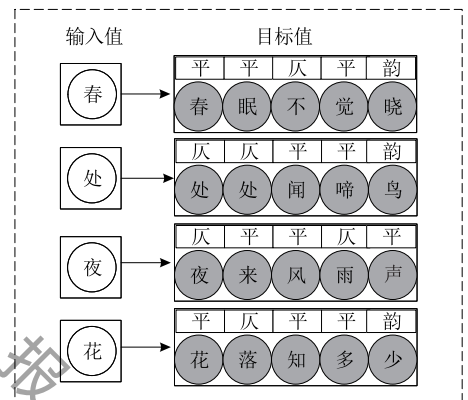 输入值 目标值
平 平 仄 平 韵
春 春 眠 不 觉 晓
仄 仄 平 平 韵
处 处 处 闻 啼 鸟
仄 平 平 仄 平
夜 夜 来 风 雨 声
平 仄 平 平 韵
花 花 落 知 多 少
报